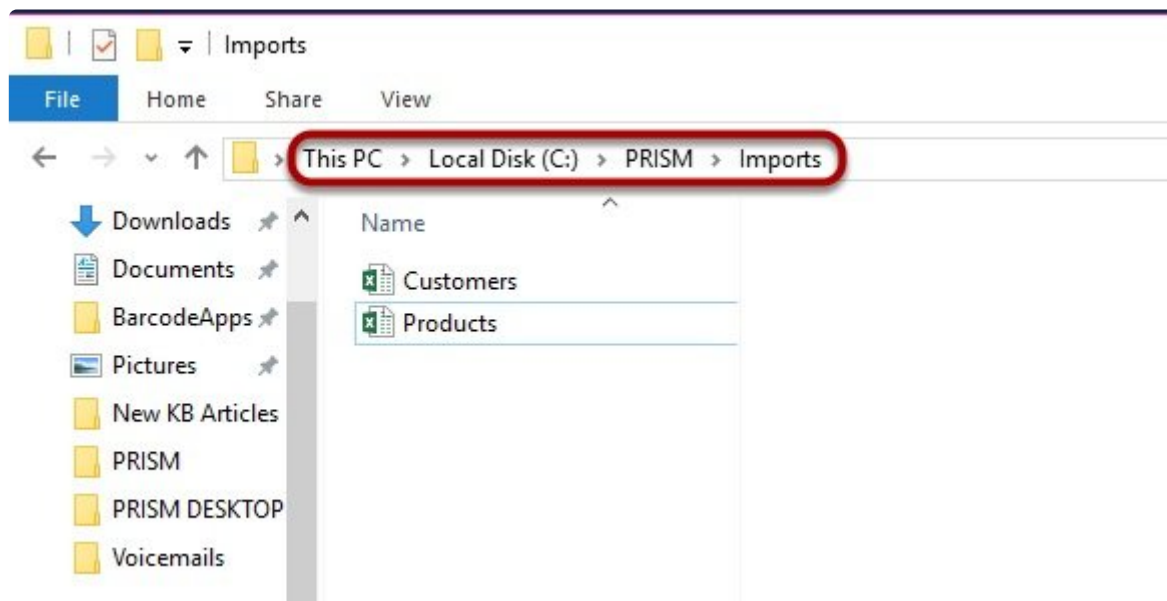 Imports
File Home Share View
This PC > Local Disk (C:) > PRISM > Imports
Downloads
Documents
BarcodeApps
Pictures
New KB Articles
PRISM
PRISM DESKTOP
Voicemails
Name
Customers
Products